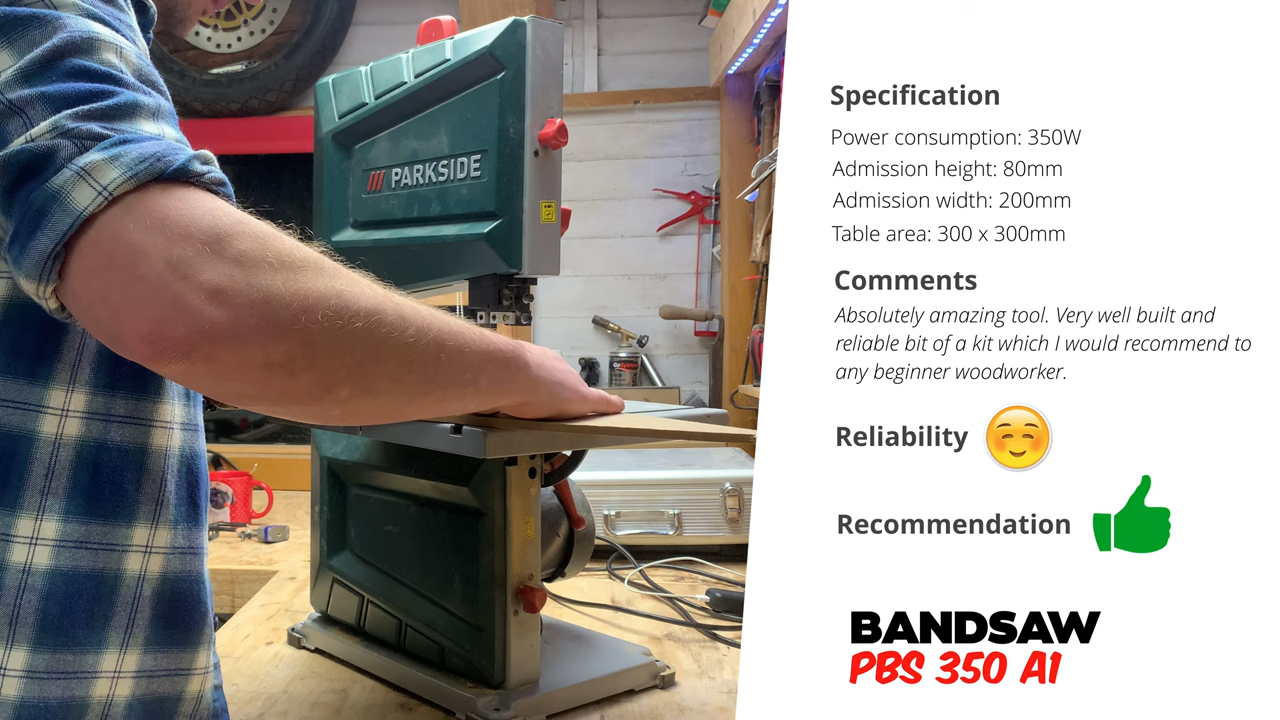 PARKSIDE
Specification
Power consumption: 350W
Admission height: 80mm
Admission width: 200mm
Table area: 300 x 300mm
Comments
Absolutely amazing tool. Very well built and
reliable bit of a kit which I would recommend to
any beginner woodworker.
Reliability
Recommendation
BANDSAW
PBS 350 A1